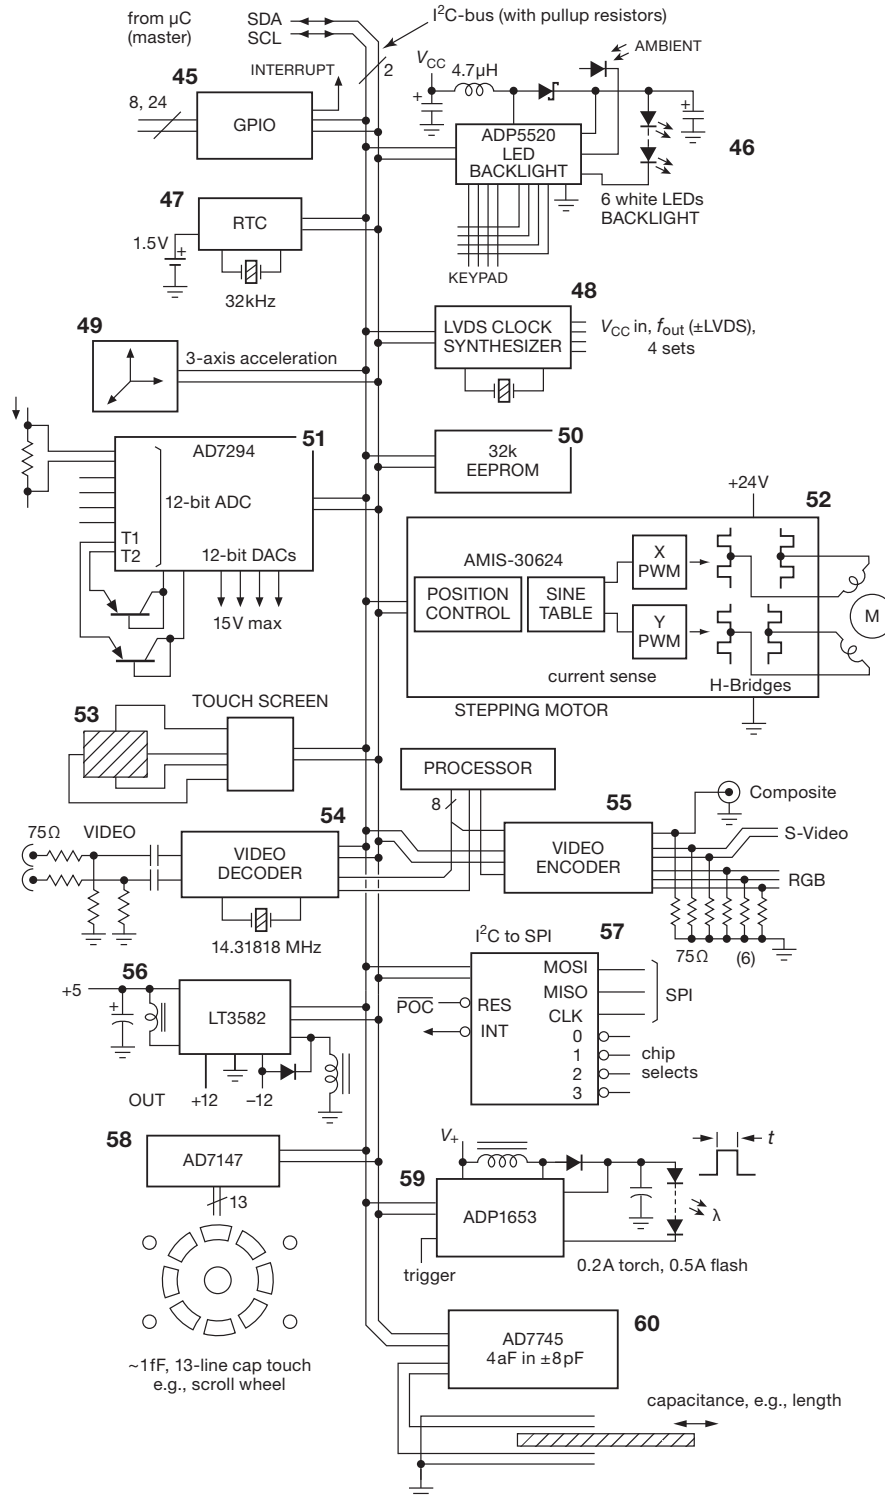 from µC
(master)
SDA
SCL
I²C-bus (with pullup resistors)
2
45
INTERRUPT
8, 24
GPIO
V_CC
4.7µH
AMBIENT
+
+
ADP5520
LED
BACKLIGHT
46
6 white LEDs
BACKLIGHT
KEYPAD
47
RTC
1.5V
+
32kHz
48
LVDS CLOCK
SYNTHESIZER
V_CC in, f_out (±LVDS),
4 sets
49
3-axis acceleration
50
32k
EEPROM
51
AD7294
12-bit ADC
T1
T2
12-bit DACs
15V max
+24V
52
AMIS-30624
POSITION
CONTROL
SINE
TABLE
X
PWM
Y
PWM
M
current sense
H-Bridges
STEPPING MOTOR
53
TOUCH SCREEN
PROCESSOR
8
54
75Ω
VIDEO
VIDEO
DECODER
14.31818 MHz
55
VIDEO
ENCODER
Composite
S-Video
RGB
75Ω
(6)
56
+5
+
LT3582
OUT
+12
–12
57
I²C to SPI
MOSI
MISO
CLK
SPI
POC
RES
INT
0
1
2
3
chip
selects
58
AD7147
13
~1fF, 13-line cap touch
e.g., scroll wheel
59
V+
ADP1653
trigger
t
λ
0.2A torch, 0.5A flash
60
AD7745
4aF in ±8pF
capacitance, e.g., length